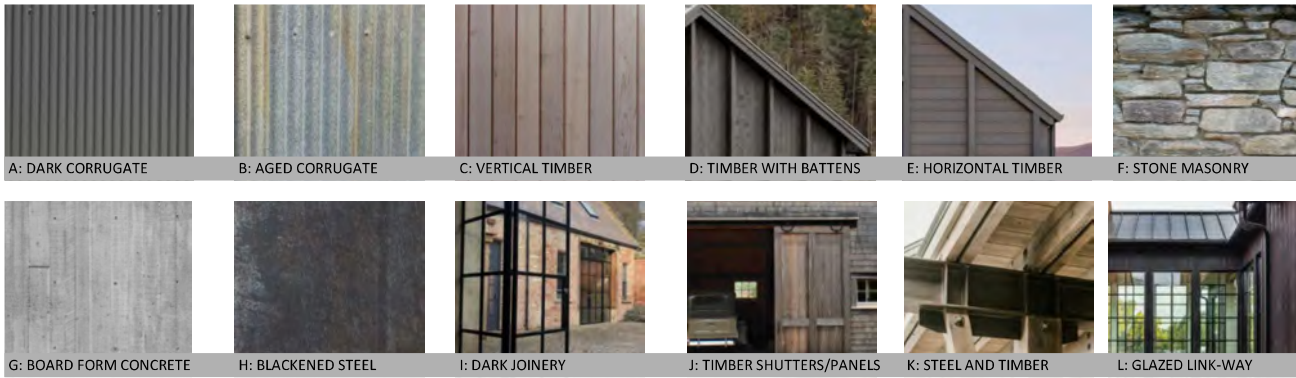 A: DARK CORRUGATE
B: AGED CORRUGATE
C: VERTICAL TIMBER
D: TIMBER WITH BATTENS
E: HORIZONTAL TIMBER
F: STONE MASONRY
G: BOARD FORM CONCRETE
H: BLACKENED STEEL
I: DARK JOINERY
J: TIMBER SHUTTERS/PANELS
K: STEEL AND TIMBER
L: GLAZED LINK-WAY